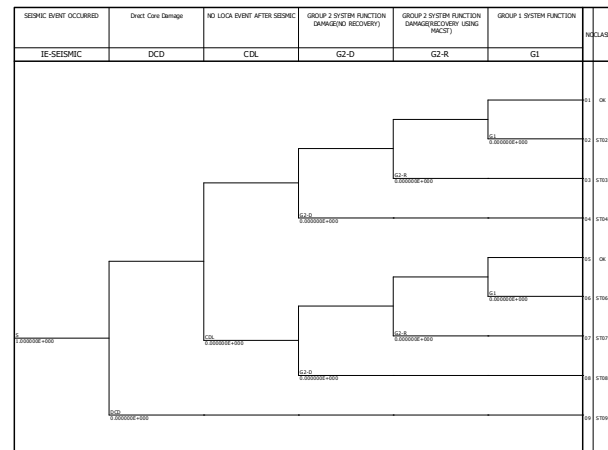 SEISMIC EVENT OCCURRED
Drect Core Damage
NO LOCA EVENT AFTER SEISMIC
GROUP 2 SYSTEM FUNCTION
DAMAGE(NO RECOVERY)
GROUP 2 SYSTEM FUNCTION
DAMAGE(RECOVERY USING
MACST)
GROUP 1 SYSTEM FUNCTION
NO
CLASS
IE-SEISMIC
DCD
CDL
G2-D
G2-R
G1
01 OK
G1
0.000000E+000
02 ST02
G2-R
0.000000E+000
03 ST03
G2-D
0.000000E+000
04 ST04
05 OK
G1
0.000000E+000
06 ST06
S
1.000000E+000
CDL
0.000000E+000
G2-R
0.000000E+000
07 ST07
G2-D
0.000000E+000
08 ST08
DCD
0.000000E+000
09 ST09